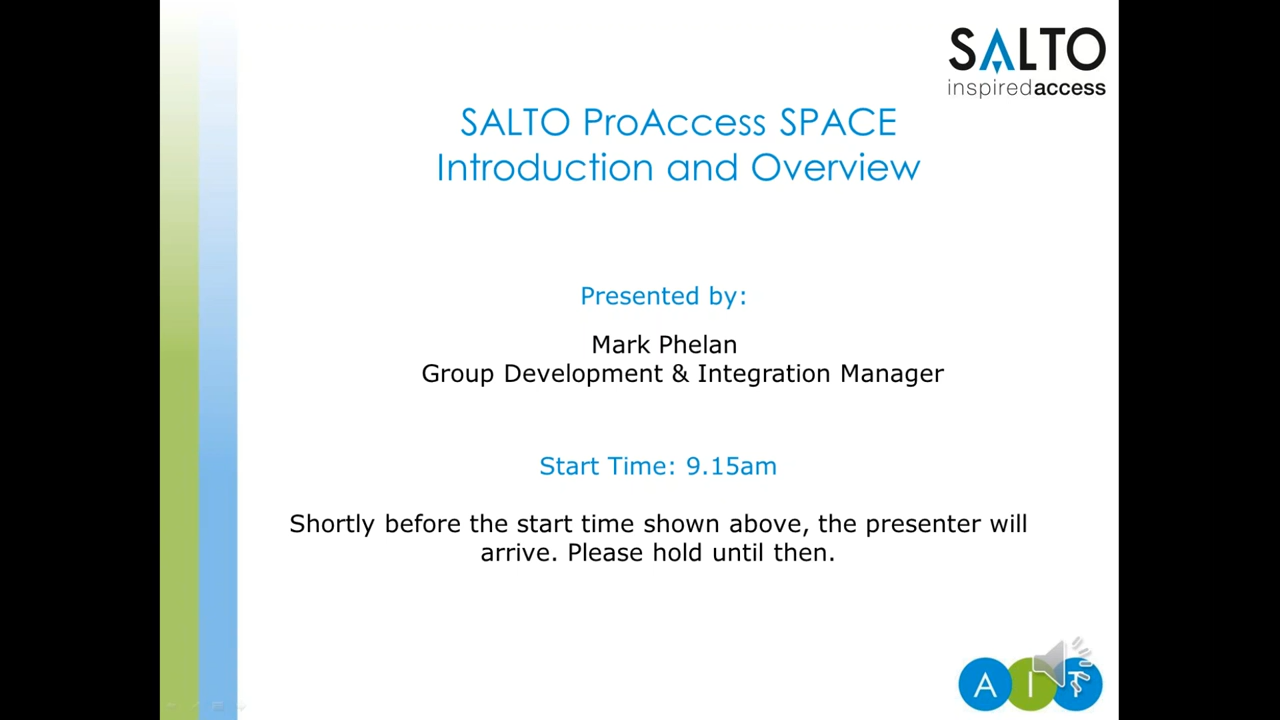 SALTO
inspiredaccess
SALTO ProAccess SPACE
Introduction and Overview
Presented by:
Mark Phelan
Group Development & Integration Manager
Start Time: 9.15am
Shortly before the start time shown above, the presenter will
arrive. Please hold until then.
A I T